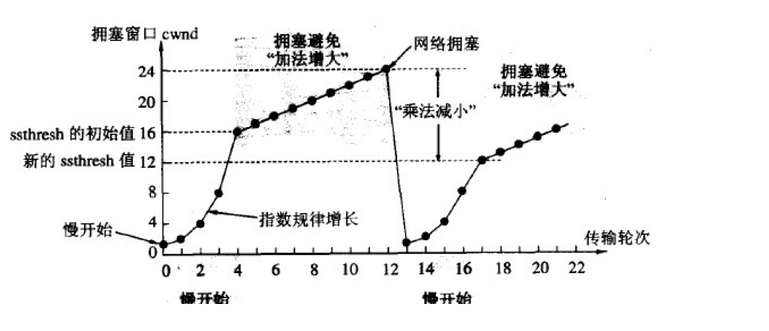 拥塞窗口 cwnd
拥塞避免
“加法增大”
网络拥塞
24
20
ssthresh 的初始值 16
新的 ssthresh 值 12
8
4
0
“乘法减小”
拥塞避免
“加法增大”
指数规律增长
慢开始
传输轮次
0 2 4 6 8 10 12 14 16 18 20 22
慢开始
慢开始